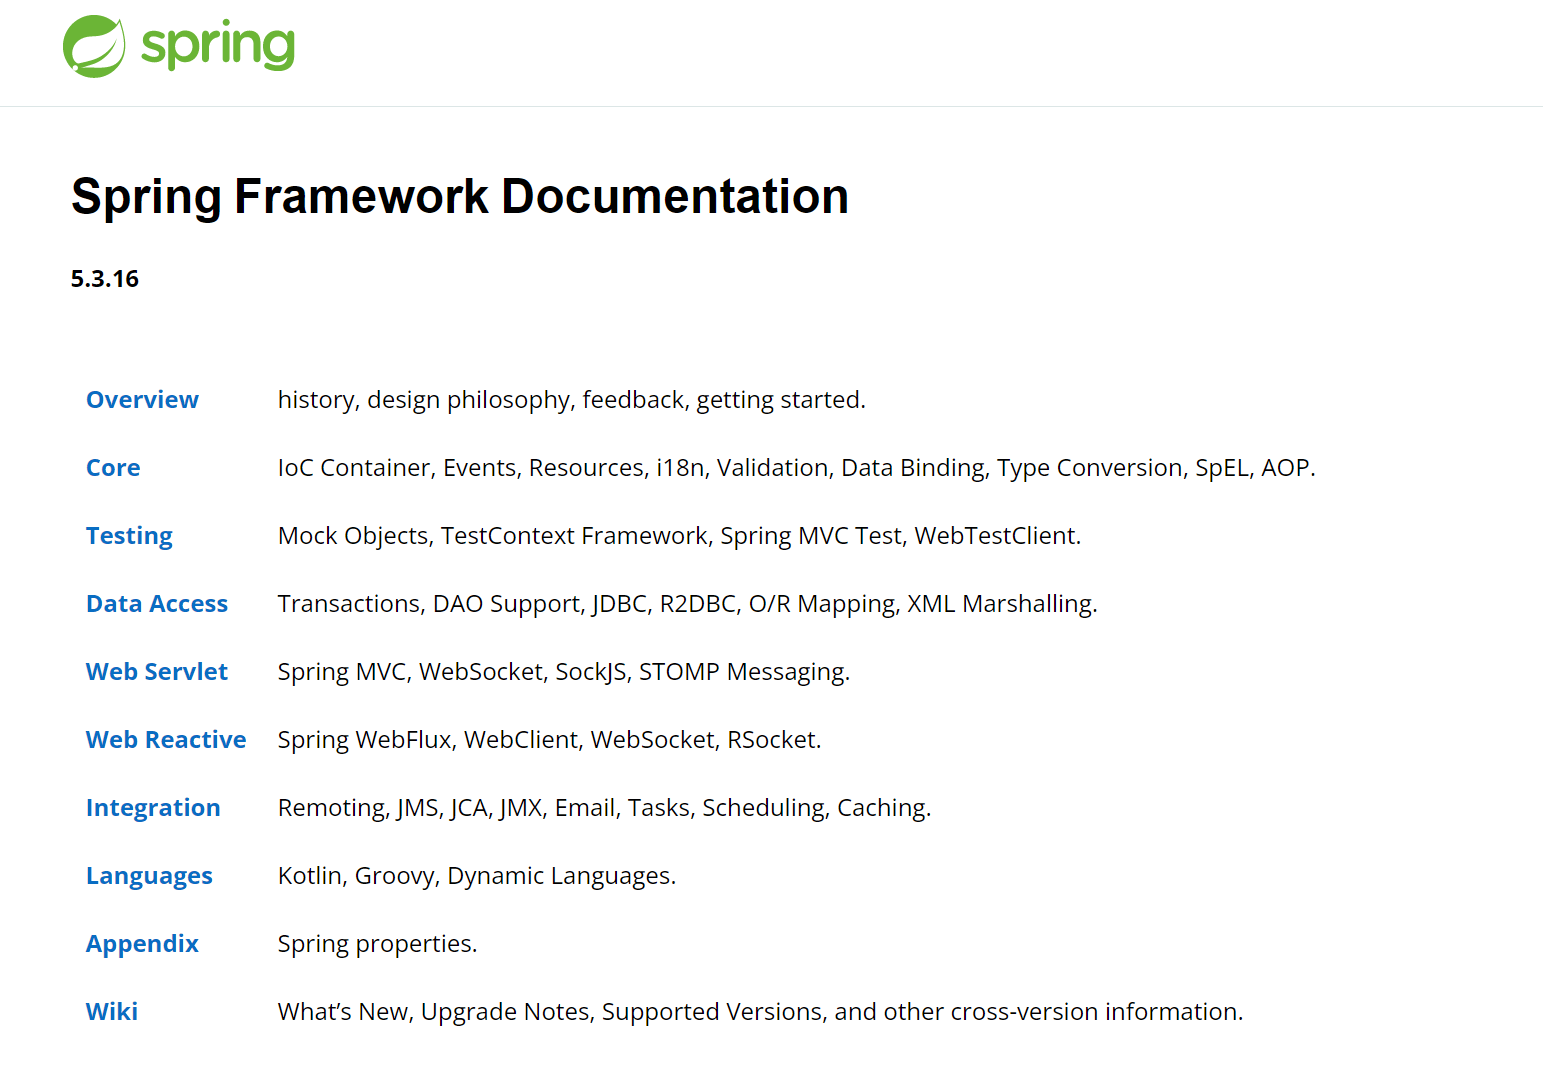 spring
Spring Framework Documentation
5.3.16
Overview history, design philosophy, feedback, getting started.
Core IoC Container, Events, Resources, i18n, Validation, Data Binding, Type Conversion, SpEL, AOP.
Testing Mock Objects, TestContext Framework, Spring MVC Test, WebTestClient.
Data Access Transactions, DAO Support, JDBC, R2DBC, O/R Mapping, XML Marshalling.
Web Servlet Spring MVC, WebSocket, SockJS, STOMP Messaging.
Web Reactive Spring WebFlux, WebClient, WebSocket, RSocket.
Integration Remoting, JMS, JCA, JMX, Email, Tasks, Scheduling, Caching.
Languages Kotlin, Groovy, Dynamic Languages.
Appendix Spring properties.
Wiki What’s New, Upgrade Notes, Supported Versions, and other cross-version information.